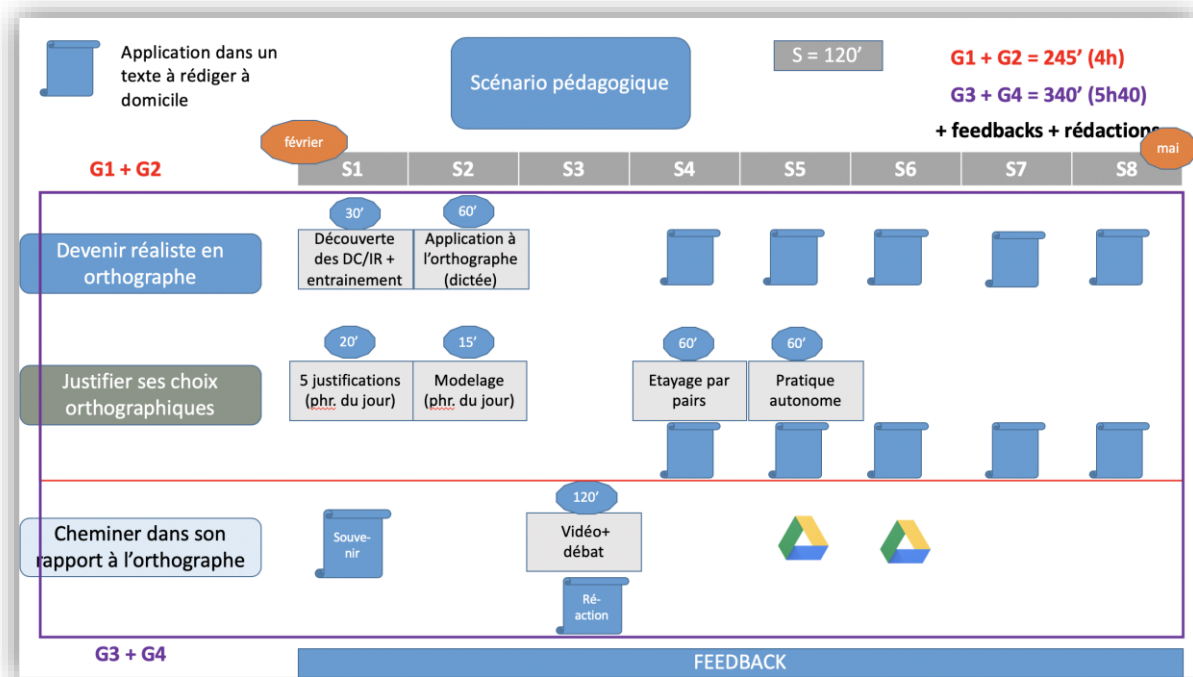 Application dans un
texte à rédiger à
domicile
Scénario pédagogique
S = 120’
G1 + G2 = 245’ (4h)
G3 + G4 = 340’ (5h40)
+ feedbacks + rédactions
février
mai
G1 + G2
S1 S2 S3 S4 S5 S6 S7 S8
Devenir réaliste en
orthographe
30’
Découverte
des DC/IR +
entrainement
60’
Application à
l’orthographe
(dictée)
Justifier ses choix
orthographiques
20’
5 justifications
(phr. du jour)
15’
Modelage
(phr. du jour)
60’
Etayage par
pairs
60’
Pratique
autonome
Cheminer dans son
rapport à l’orthographe
Souve-
nir
120’
Vidéo+
débat
Ré-
action
G3 + G4
FEEDBACK